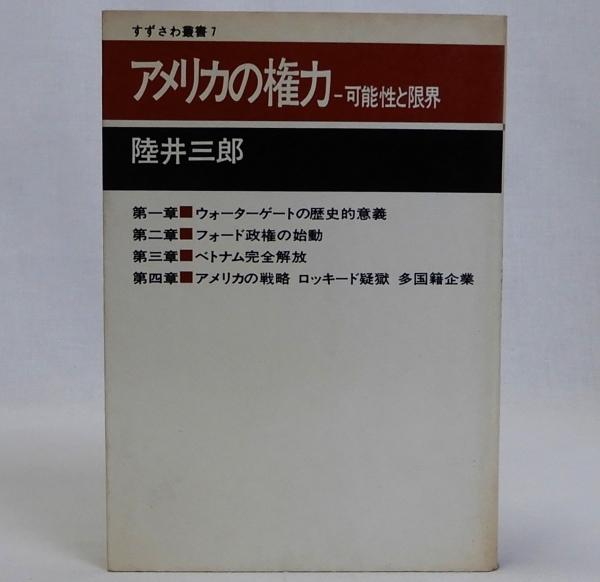 すずさわ叢書7
アメリカの権力-可能性と限界
陸井三郎
第一章■ウォーターゲートの歴史的意義
第二章■フォード政権の始動
第三章■ベトナム完全解放
第四章■アメリカの戦略 ロッキード疑獄 多国籍企業